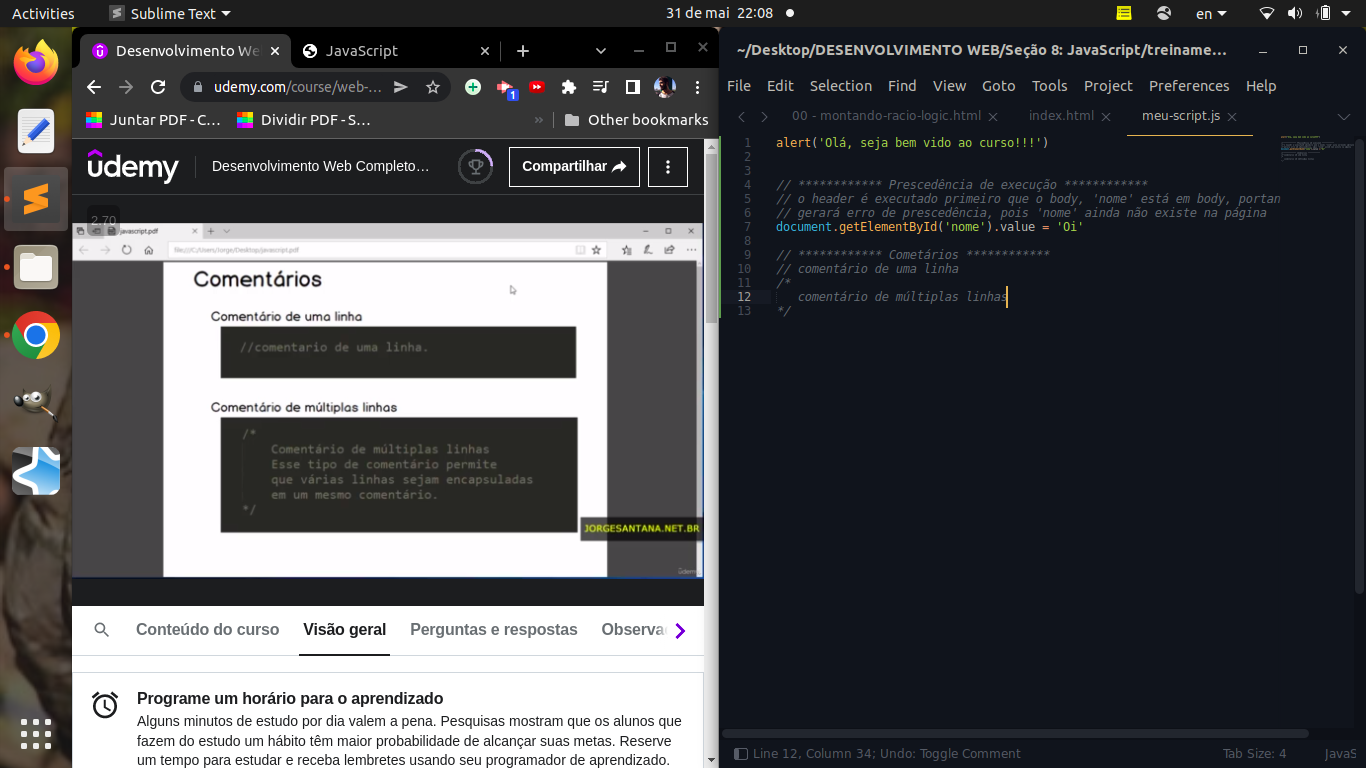 Activities
Sublime Text
31 de mai 22:08
en
Desenvolvimento We
JavaScript
udemy.com/course/web-...
1
Juntar PDF - C...
Dividir PDF - S...
»
Other bookmarks
ûdemy
Desenvolvimento Web Completo...
Compartilhar
2.70
javascript.pdf
file:///C:/Users/Jorge/Desktop/javascript.pdf
Comentários
Comentário de uma linha
//comentario de uma linha.
Comentário de múltiplas linhas
/*
Comentário de múltiplas linhas
Esse tipo de comentário permite
que várias linhas sejam encapsuladas
em um mesmo comentário.
*/
JORGESANTANA.NET.BR
ûdemy
Conteúdo do curso
Visão geral
Perguntas e respostas
Observa
Programe um horário para o aprendizado
Alguns minutos de estudo por dia valem a pena. Pesquisas mostram que os alunos que
fazem do estudo um hábito têm maior probabilidade de alcançar suas metas. Reserve
um tempo para estudar e receba lembretes usando seu programador de aprendizado.
~/Desktop/DESENVOLVIMENTO WEB/Seção 8: JavaScript/treiname...
File Edit Selection Find View Goto Tools Project Preferences Help
00 - montando-racio-logic.html
index.html
meu-script.js
1 alert('Olá, seja bem vido ao curso!!!')
2
3
4 // ************ Prescedência de execução ************
5 // o header é executado primeiro que o body, 'nome' está em body, portan
6 // gerará erro de prescedência, pois 'nome' ainda não existe na página
7 document.getElementById('nome').value = 'Oi'
8
9 // ************ Cometários ************
10 // comentário de uma linha
11 /*
12 comentário de múltiplas linhas
13 */
Line 12, Column 34; Undo: Toggle Comment
Tab Size: 4
JavaS